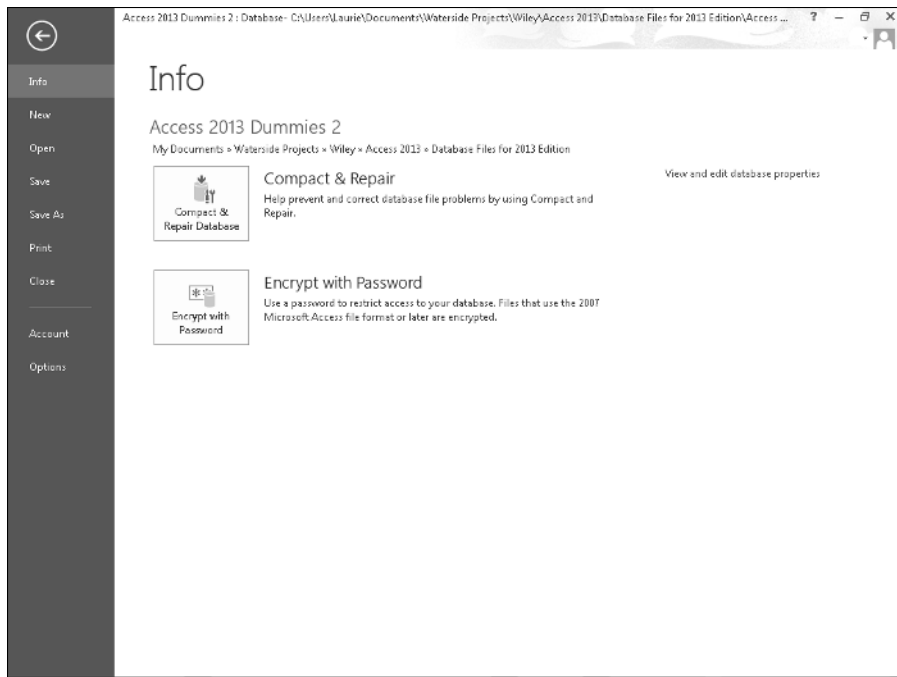 Access 2013 Dummies 2 : Database- C:\Users\Laurie\Documents\Waterside Projects\Wiley\Access 2013\Database Files for 2013 Edition\Access ...
?
Info
New
Open
Save
Save As
Print
Close
Account
Options
Info
Access 2013 Dummies 2
My Documents » Waterside Projects » Wiley » Access 2013 » Database Files for 2013 Edition
Compact &
Repair Database
Compact & Repair
Help prevent and correct database file problems by using Compact and
Repair.
View and edit database properties
Encrypt with
Password
Encrypt with Password
Use a password to restrict access to your database. Files that use the 2007
Microsoft Access file format or later are encrypted.